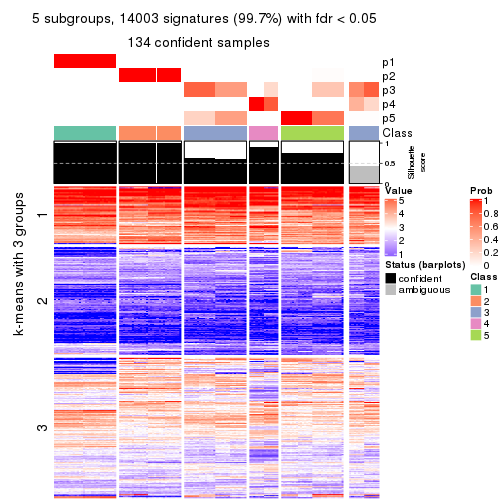 5 subgroups, 14003 signatures (99.7%) with fdr < 0.05
134 confident samples
p1
p2
p3
p4
p5
Class
1
0.5
0
Silhouette
score
k-means with 3 groups
1
2
3
Value
5
4
3
2
1
Status (barplots)
confident
ambiguous
Prob
1
0.8
0.6
0.4
0.2
0
Class
1
2
3
4
5